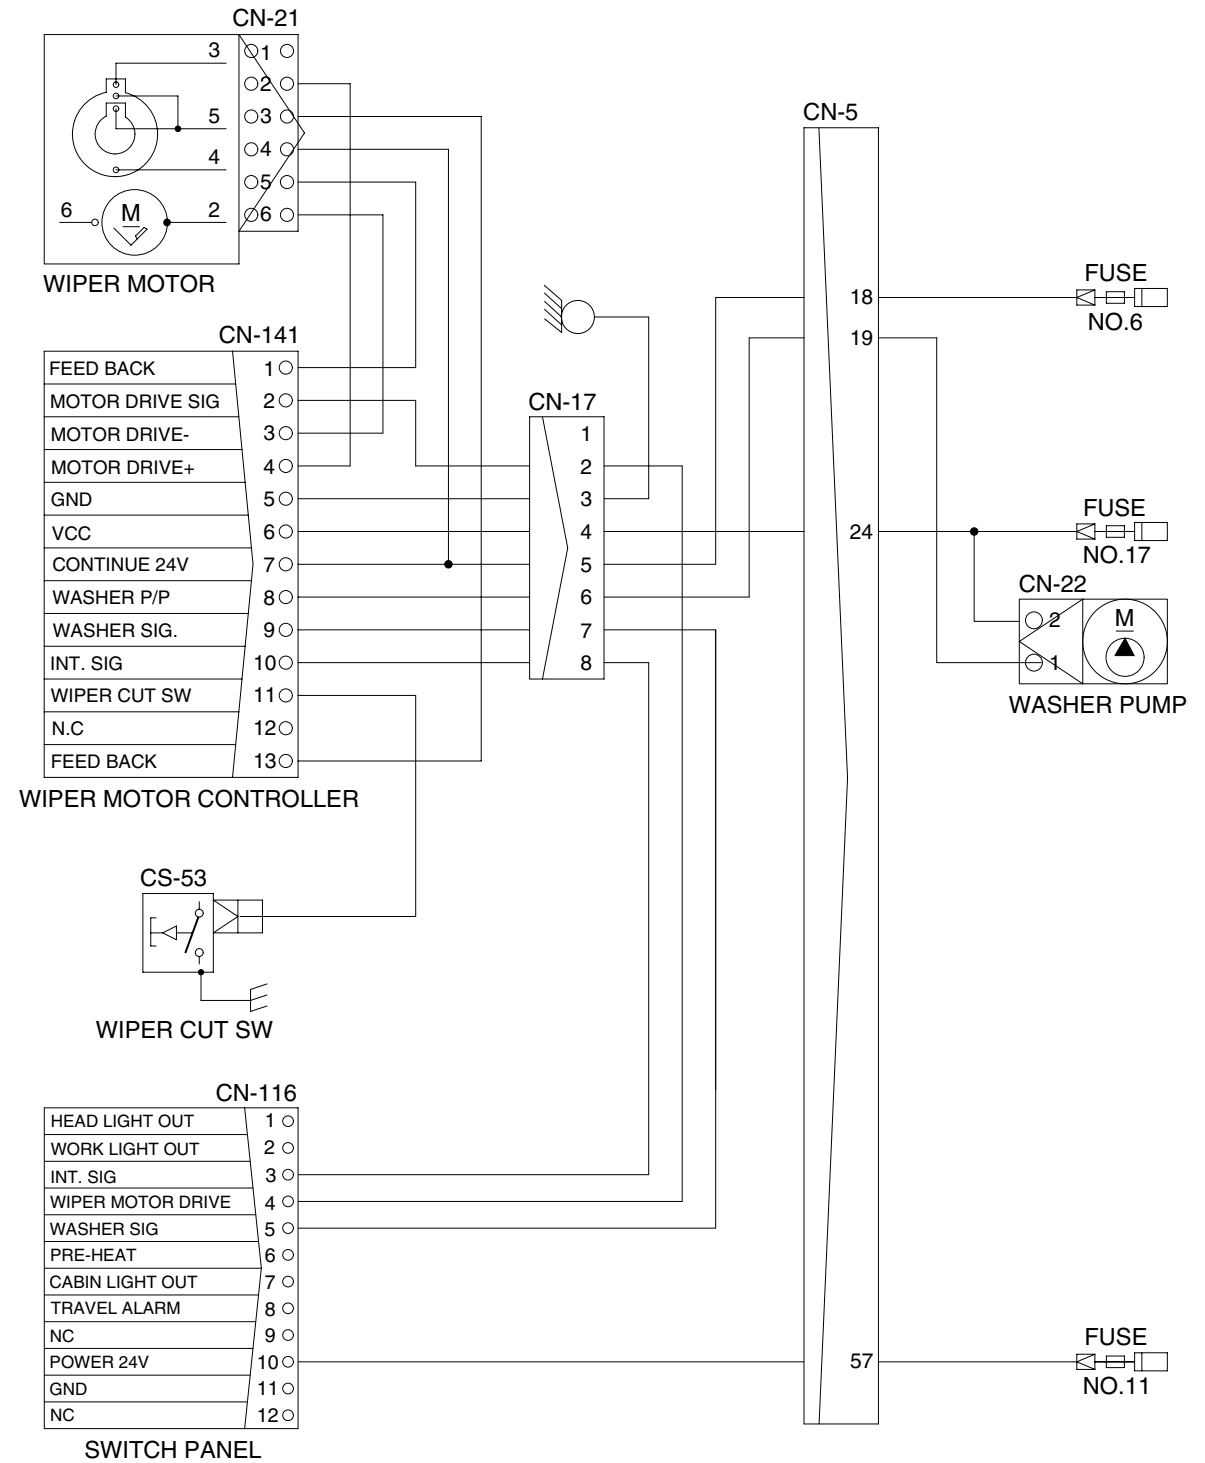 CN-21
3
5
4
6
M
2
1
2
3
4
5
6
WIPER MOTOR
CN-141
FEED BACK 1
MOTOR DRIVE SIG 2
MOTOR DRIVE- 3
MOTOR DRIVE+ 4
GND 5
VCC 6
CONTINUE 24V 7
WASHER P/P 8
WASHER SIG. 9
INT. SIG 10
WIPER CUT SW 11
N.C 12
FEED BACK 13
WIPER MOTOR CONTROLLER
CN-17
1
2
3
4
5
6
7
8
CN-5
18
19
24
57
FUSE
NO.6
FUSE
NO.17
CN-22
2
1
M
WASHER PUMP
CS-53
WIPER CUT SW
CN-116
HEAD LIGHT OUT 1
WORK LIGHT OUT 2
INT. SIG 3
WIPER MOTOR DRIVE 4
WASHER SIG 5
PRE-HEAT 6
CABIN LIGHT OUT 7
TRAVEL ALARM 8
NC 9
POWER 24V 10
GND 11
NC 12
SWITCH PANEL
FUSE
NO.11